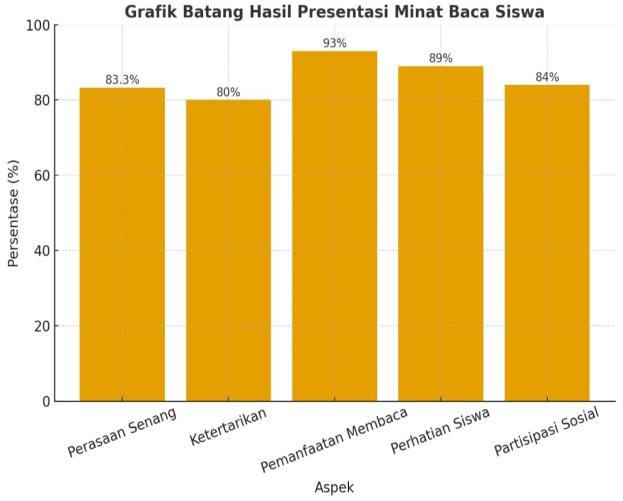 Grafik Batang Hasil Presentasi Minat Baca Siswa
Persentase (%)
100
80
60
40
20
0
83.3%
80%
93%
89%
84%
Perasaan Senang
Ketertarikan
Pemanfaatan Membaca
Perhatian Siswa
Partisipasi Sosial
Aspek